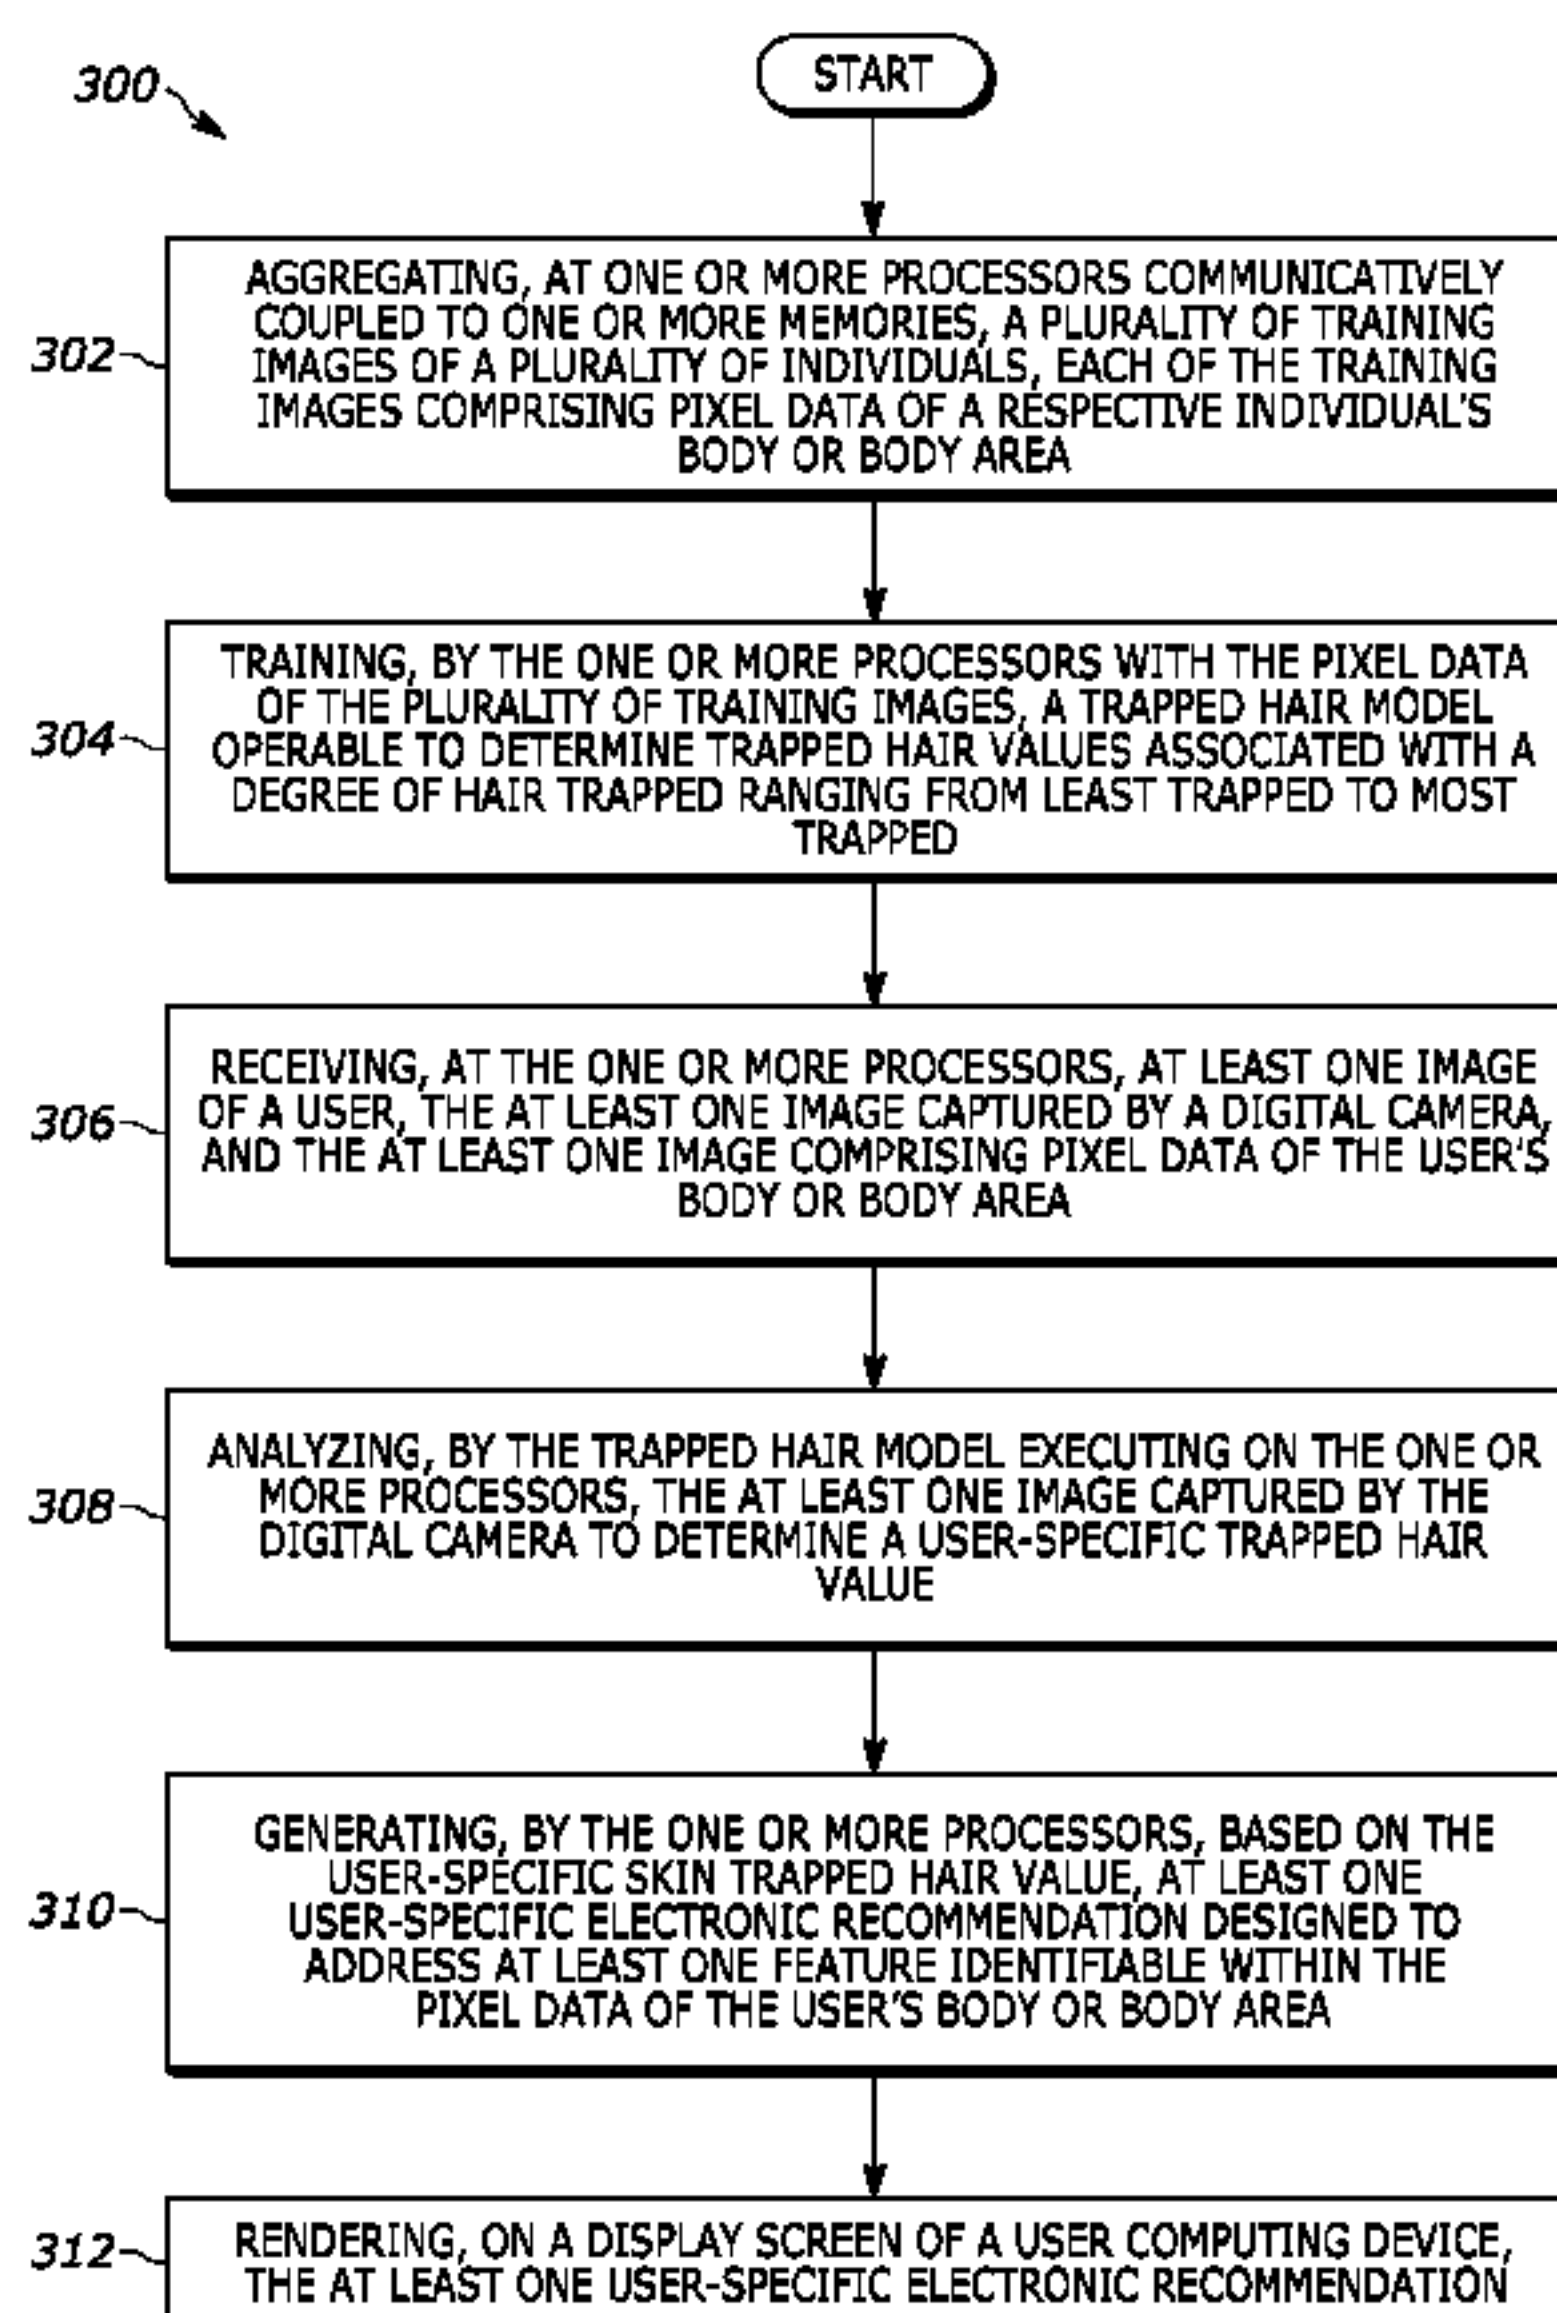 300
START
302
AGGREGATING, AT ONE OR MORE PROCESSORS COMMUNICATIVELY
COUPLED TO ONE OR MORE MEMORIES, A PLURALITY OF TRAINING
IMAGES OF A PLURALITY OF INDIVIDUALS, EACH OF THE TRAINING
IMAGES COMPRISING PIXEL DATA OF A RESPECTIVE INDIVIDUAL'S
BODY OR BODY AREA
304
TRAINING, BY THE ONE OR MORE PROCESSORS WITH THE PIXEL DATA
OF THE PLURALITY OF TRAINING IMAGES, A TRAPPED HAIR MODEL
OPERABLE TO DETERMINE TRAPPED HAIR VALUES ASSOCIATED WITH A
DEGREE OF HAIR TRAPPED RANGING FROM LEAST TRAPPED TO MOST
TRAPPED
306
RECEIVING, AT THE ONE OR MORE PROCESSORS, AT LEAST ONE IMAGE
OF A USER, THE AT LEAST ONE IMAGE CAPTURED BY A DIGITAL CAMERA,
AND THE AT LEAST ONE IMAGE COMPRISING PIXEL DATA OF THE USER'S
BODY OR BODY AREA
308
ANALYZING, BY THE TRAPPED HAIR MODEL EXECUTING ON THE ONE OR
MORE PROCESSORS, THE AT LEAST ONE IMAGE CAPTURED BY THE
DIGITAL CAMERA TO DETERMINE A USER-SPECIFIC TRAPPED HAIR
VALUE
310
GENERATING, BY THE ONE OR MORE PROCESSORS, BASED ON THE
USER-SPECIFIC SKIN TRAPPED HAIR VALUE, AT LEAST ONE
USER-SPECIFIC ELECTRONIC RECOMMENDATION DESIGNED TO
ADDRESS AT LEAST ONE FEATURE IDENTIFIABLE WITHIN THE
PIXEL DATA OF THE USER'S BODY OR BODY AREA
312
RENDERING, ON A DISPLAY SCREEN OF A USER COMPUTING DEVICE,
THE AT LEAST ONE USER-SPECIFIC ELECTRONIC RECOMMENDATION